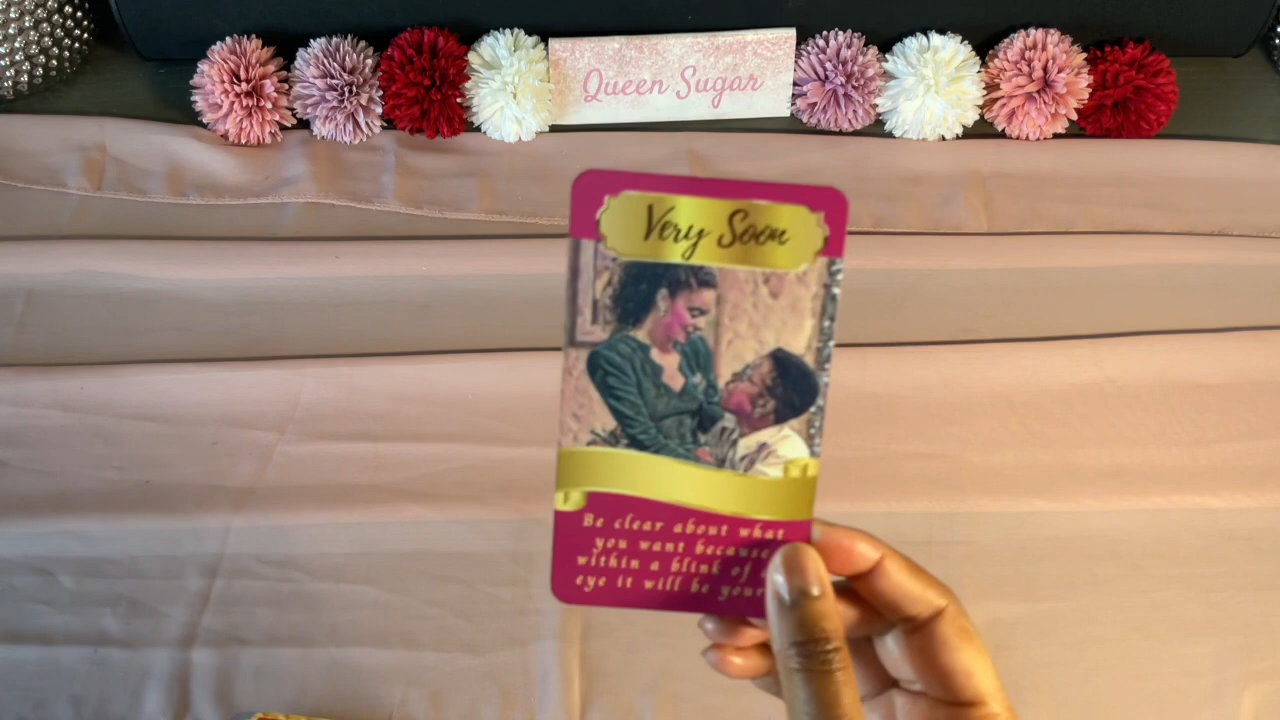 Queen Sugar
Very Soon
Be clear about what
you want because
within a blink of
eye it will be your